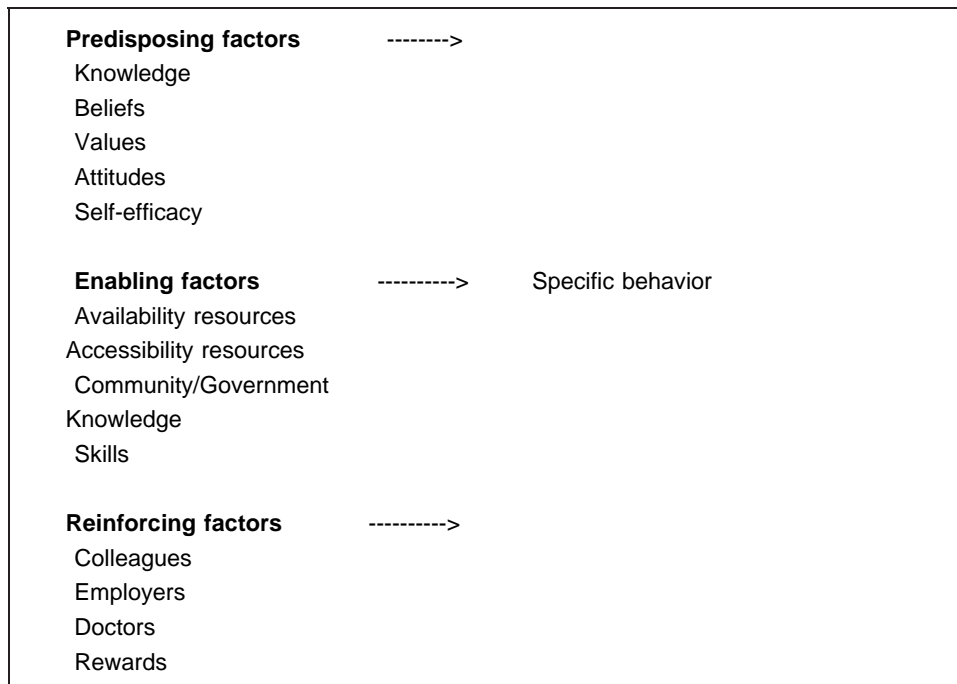 Predisposing factors -------->
Knowledge
Beliefs
Values
Attitudes
Self-efficacy
Enabling factors ----------> Specific behavior
Availability resources
Accessibility resources
Community/Government
Knowledge
Skills
Reinforcing factors ---------->
Colleagues
Employers
Doctors
Rewards